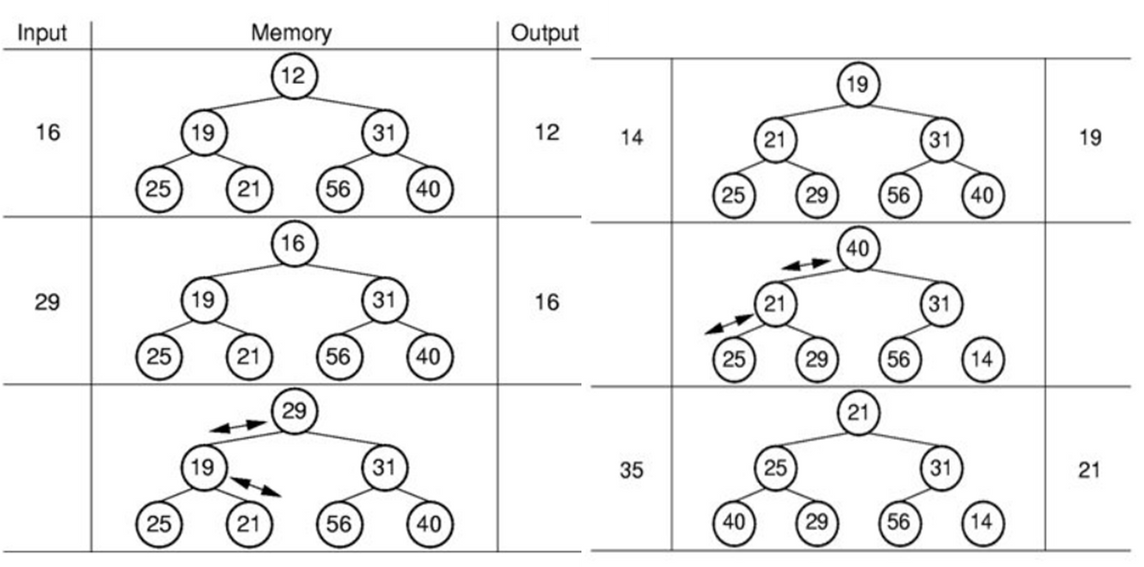 Input Memory Output
12
16 19 31 12
25 21 56 40
16
29 19 31 16
25 21 56 40
29
19 31
25 21 56 40
19
14 21 31 19
25 29 56 40
40
21 31
25 29 56 14
21
35 25 31 21
40 29 56 14